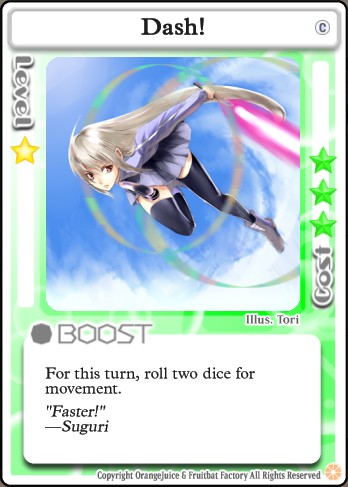 Dash!
C
Level
Cost
Illus. Tori
BOOST
For this turn, roll two dice for
movement.
"Faster!"
—Suguri
Copyright OrangeJuice & Fruitbat Factory All Rights Reserved